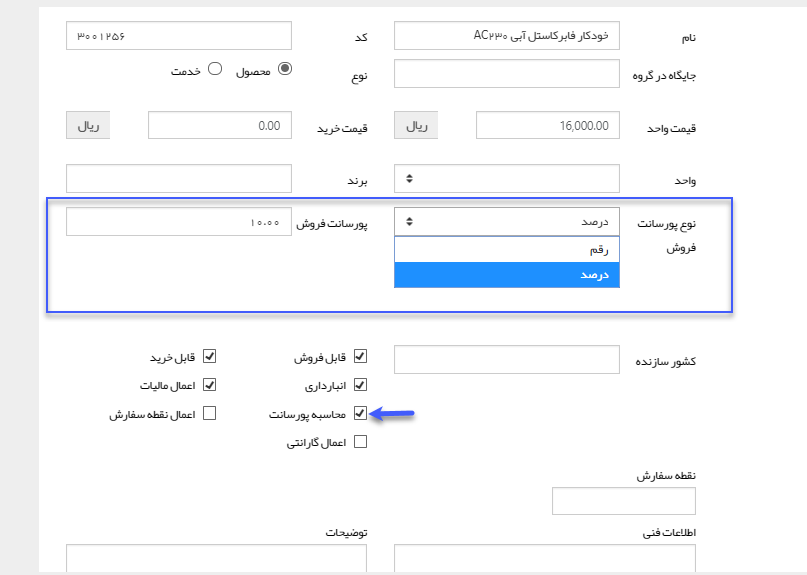 نام خودکار فابرکاستل آبی AC۲۳۰ کد ۳۰۰۱۲۵۶
جایگاه در گروه نوع محصول خدمت
قیمت واحد 16,000.00 ریال قیمت خرید 0.00 ریال
واحد برند
نوع پورسانت فروش درصد پورسانت فروش ۱۰.۰۰
رقم
درصد
کشور سازنده قابل فروش قابل خرید
انبارداری اعمال مالیات
محاسبه پورسانت اعمال نقطه سفارش
اعمال گارانتی
نقطه سفارش
اطلاعات فنی توضیحات